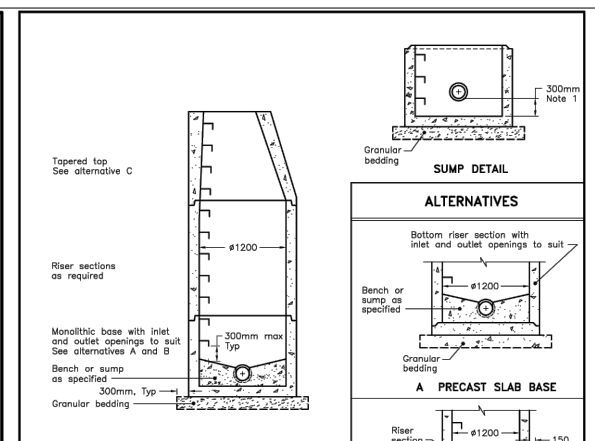 300mm
Note 1
Granular
bedding
SUMP DETAIL
Tapered top
See alternative C
ø1200
Riser sections
as required
Monolithic base with inlet
and outlet openings to suit
See alternatives A and B
300mm max
Typ
Bench or sump
as specified
300mm, Typ
Granular bedding
ALTERNATIVES
Bottom riser section with
inlet and outlet openings to suit
Bench or
sump as
specified
ø1200
Granular
bedding
A PRECAST SLAB BASE
Riser
section
ø1200
150